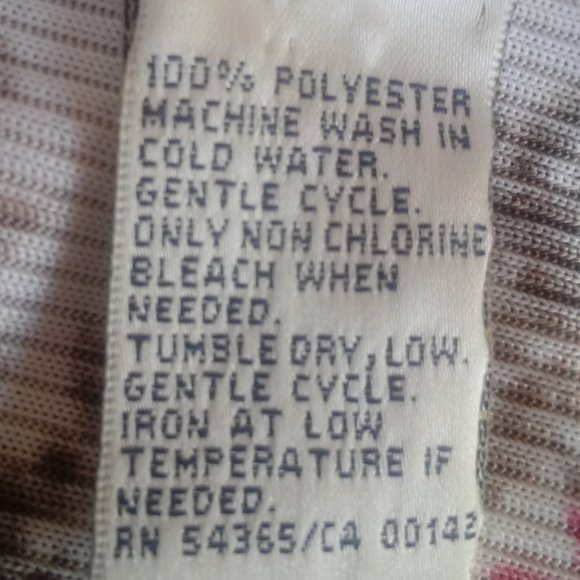 100% POLYESTER
MACHINE WASH IN
COLD WATER.
GENTLE CYCLE.
ONLY NON CHLORINE
BLEACH WHEN
NEEDED.
TUMBLE DRY, LOW.
GENTLE CYCLE.
IRON AT LOW
TEMPERATURE IF
NEEDED.
RN 54365/CA 00142